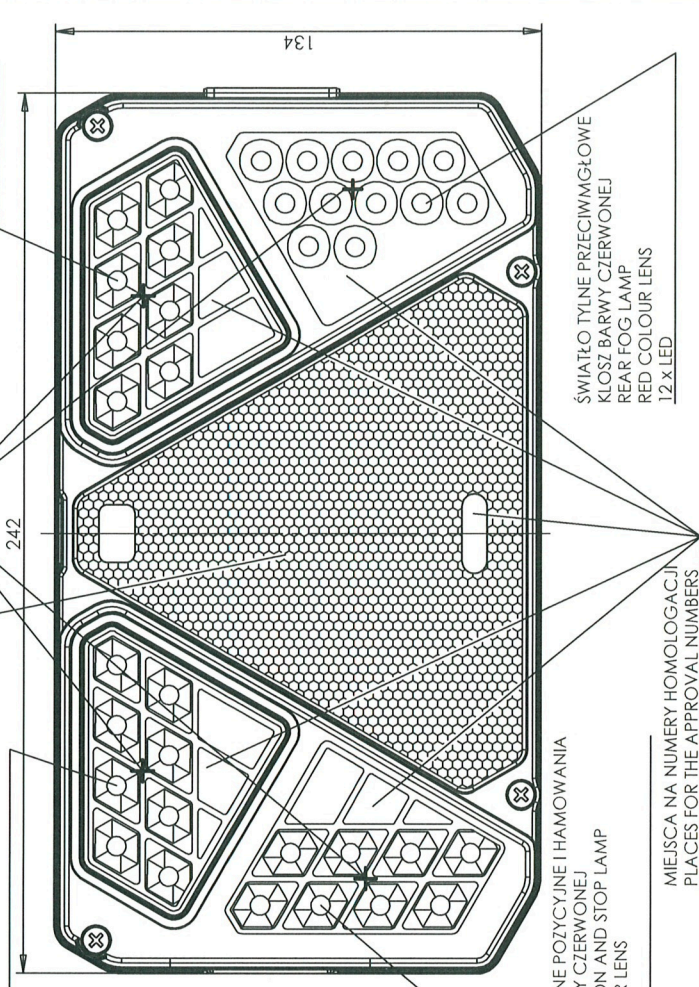 134
242
ŚWIATŁO TYLNE PRZECIWMGŁOWE
KLOSZ BARWY CZERWONEJ
REAR FOG LAMP
RED COLOUR LENS
12 x LED
MIEJSCA NA NUMERY HOMOLOGACJI
PLACES FOR THE APPROVAL NUMBERS
NE POZYCYJNE I HAMOWANIA
Y CZERWONEJ
ON AND STOP LAMP
R LENS